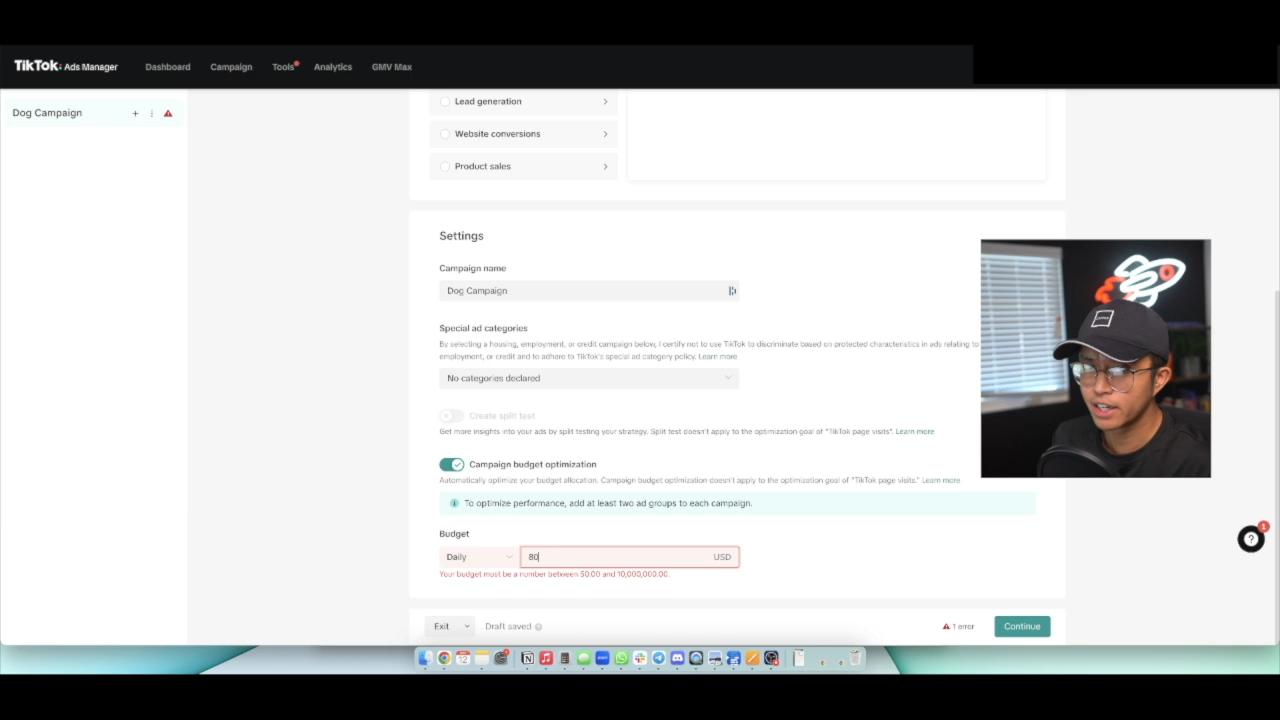 TikTok: Ads Manager
Dashboard
Campaign
Tools
Analytics
GMV Max
Dog Campaign
Lead generation
Website conversions
Product sales
Settings
Campaign name
Dog Campaign
Special ad categories
By selecting a housing, employment, or credit campaign below, I certify not to use TikTok to discriminate based on protected characteristics in ads relating to
employment, or credit and to adhere to TikTok's special ad category policy. Learn more
No categories declared
Create split test
Get more insights into your ads by split testing your strategy. Split test doesn't apply to the optimization goal of "TikTok page visits". Learn more
Campaign budget optimization
Automatically optimize your budget allocation. Campaign budget optimization doesn't apply to the optimization goal of "TikTok page visits." Learn more
To optimize performance, add at least two ad groups to each campaign.
Budget
Daily
80
USD
Your budget must be a number between 50.00 and 10,000,000.00.
Exit
Draft saved
1 error
Continue
1